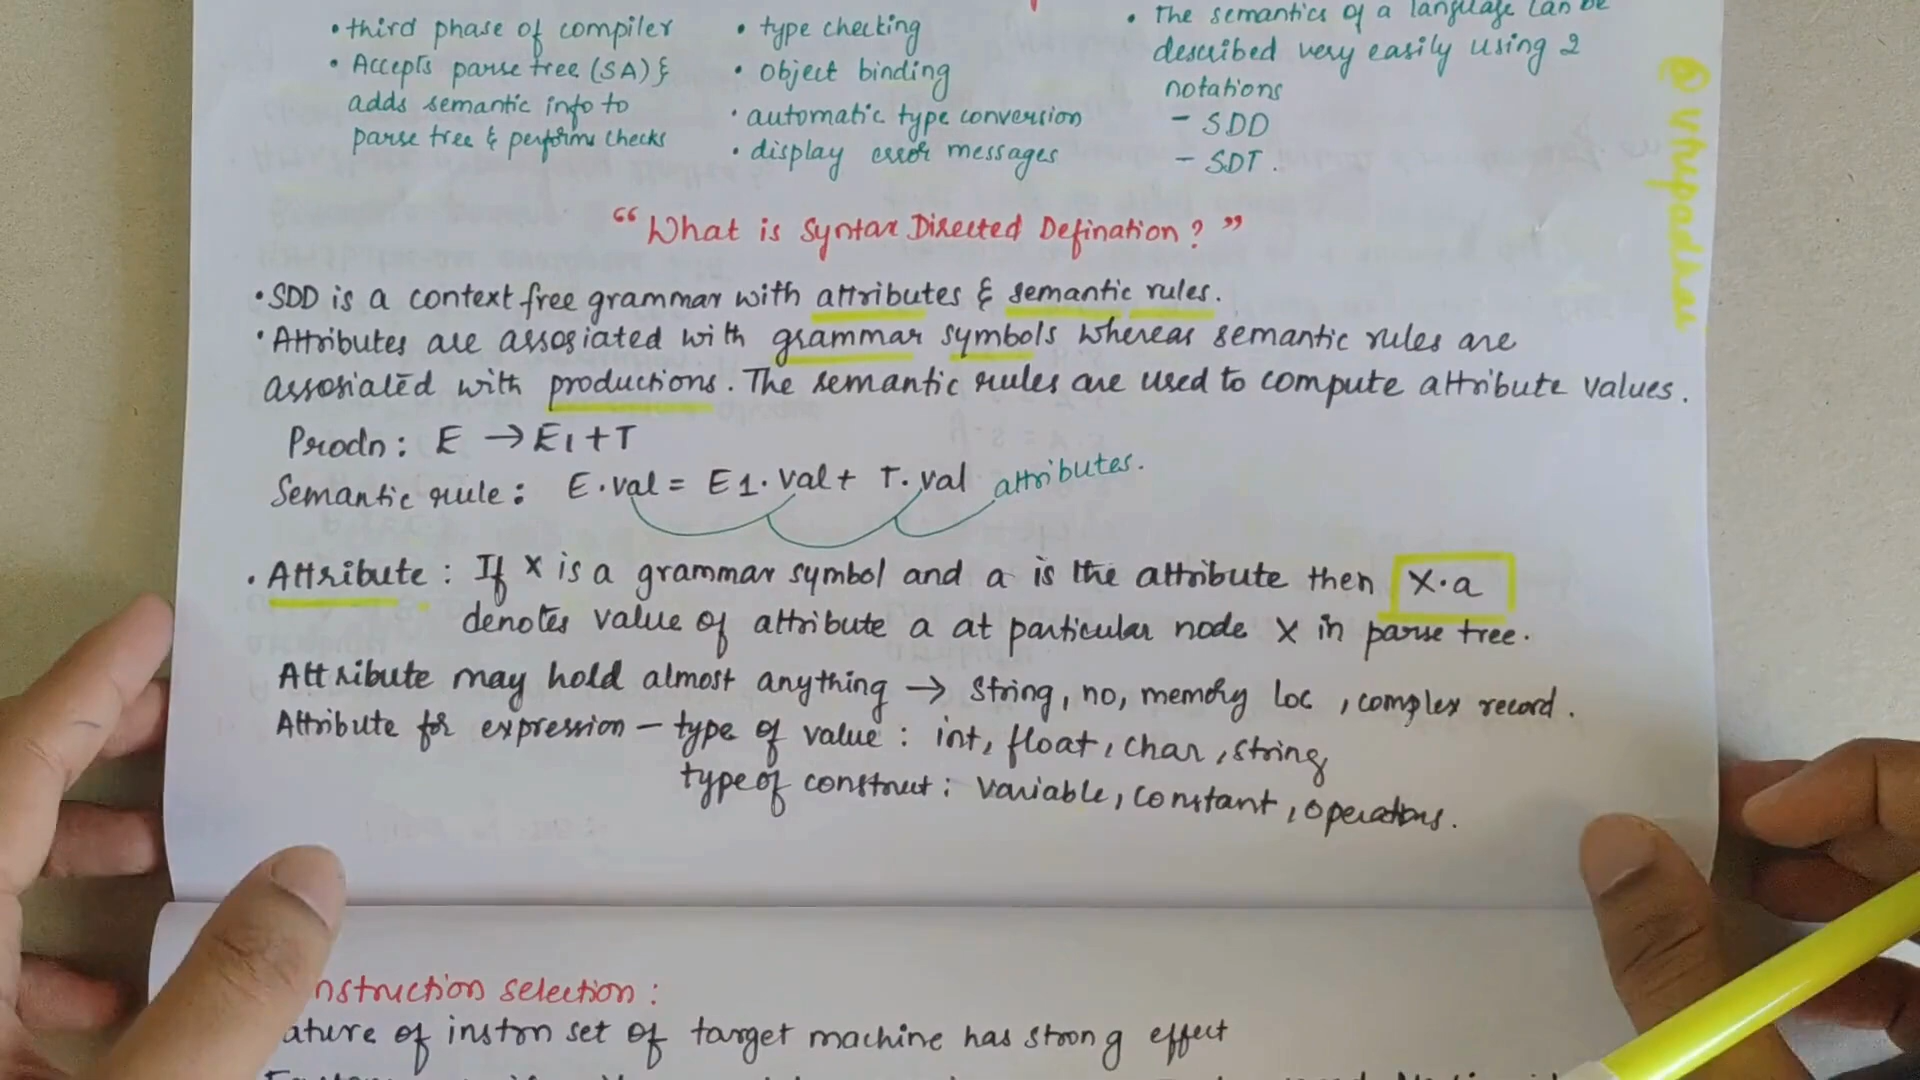 • third phase of compiler
• Accepts parse tree (SA) &
adds semantic info to
parse tree & performs checks
• type checking
• object binding
• automatic type conversion
• display error messages
• The semantics of a language can be
described very easily using 2
notations
- SDD
- SDT.
“What is Syntax Directed Defination?”
• SDD is a context free grammar with attributes & semantic rules.
• Attributes are assosiated with grammar symbols whereas semantic rules are
assosiated with productions. The semantic rules are used to compute attribute values.
Prodn: E → E1 + T
Semantic rule: E.val = E1.val + T.val attributes.
• Attribute: If X is a grammar symbol and a is the attribute then X.a
denotes value of attribute a at particular node X in parse tree.
Attribute may hold almost anything → string, no, memory loc, complex record.
Attribute for expression - type of value: int, float, char, string
type of construct: variable, constant, operators.
nstruction selection:
ature of instrn set of target machine has strong effect